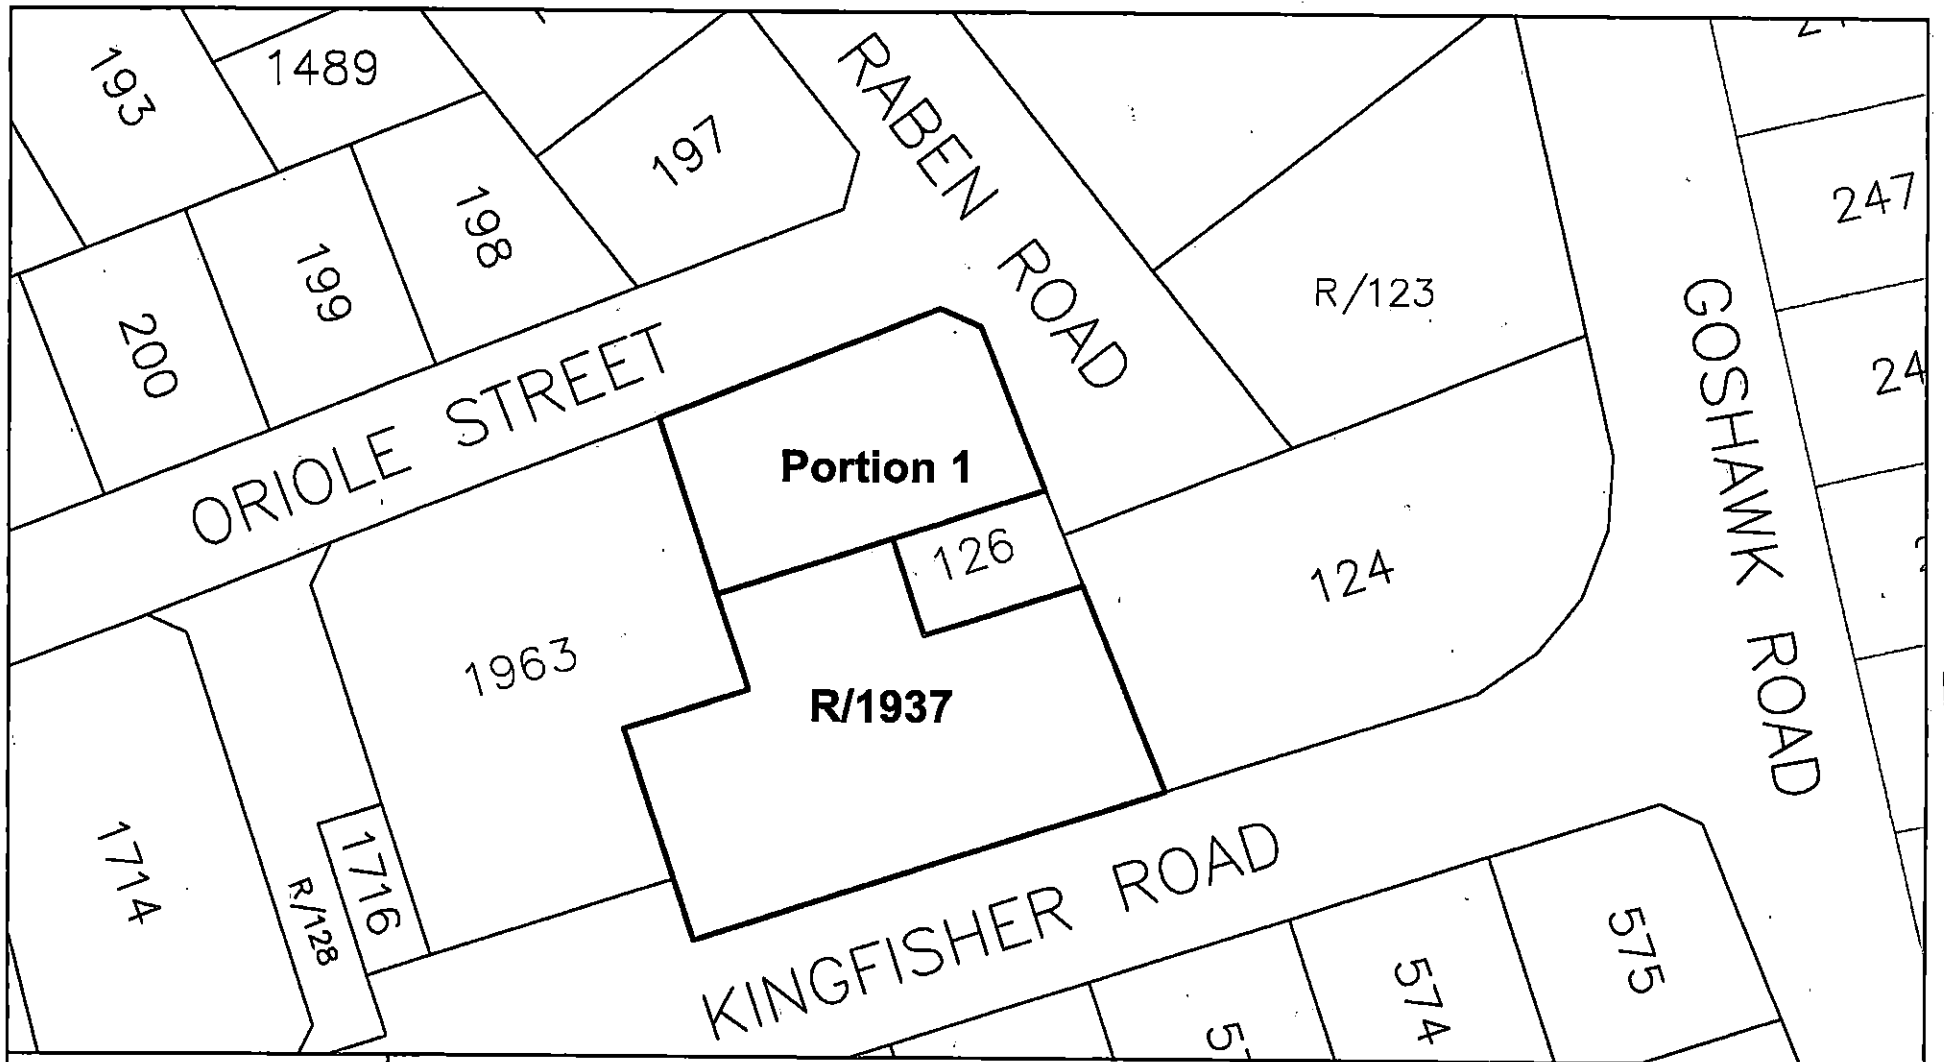 193
1489
197
RABEN ROAD
198
199
200
247
R/123
GOSHAWK ROAD
ORIOLE STREET
Portion 1
126
124
1963
R/1937
1714
1716
R/128
KINGFISHER ROAD
575
574